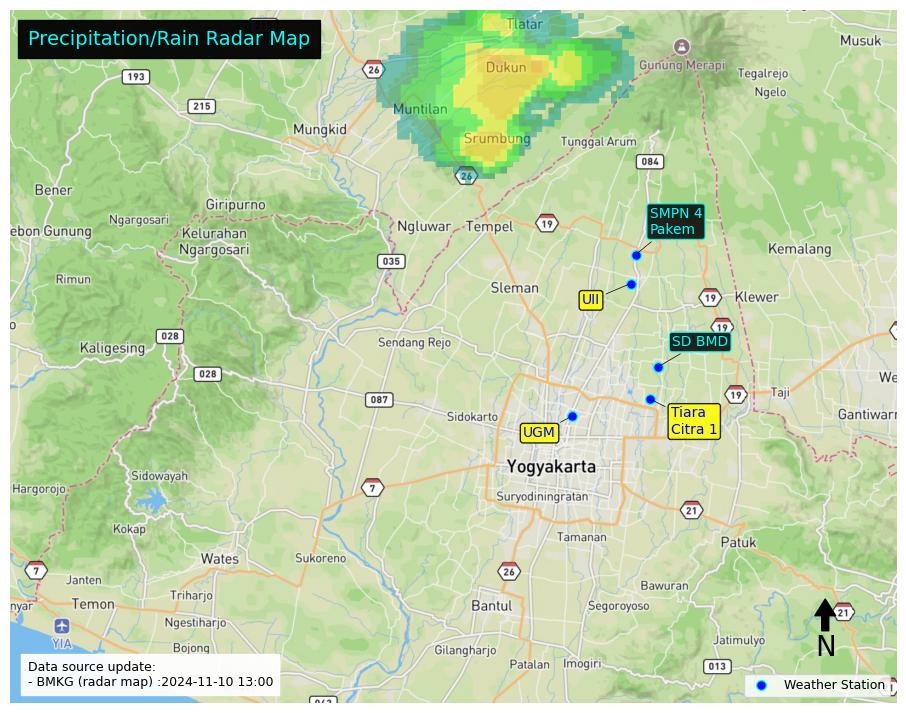 Precipitation/Rain Radar Map
Tlatar
Musuk
26
Dukun
Gunung Merapi
193
Tegalrejo
Ngelo
215
Muntilan
Mungkid
Srumbung
Tunggal Arum
084
26
Bener
Giripurno
SMPN 4
Pakem
Ngargosari
Ngluwar
Tempel
19
ebon Gunung
Kelurahan
Ngargosari
Kemalang
035
Rimun
Sleman
UII
19
Klewer
19
028
Kaligesing
Sendang Rejo
SD BMD
028
We
087
19
Taji
Sidokarto
Tiara
Citra 1
Gantiwarn
UGM
Yogyakarta
Sidowayah
Hargorojo
7
Suryodiningratan
21
Kokap
Tamanan
Patuk
Wates
Sukoreno
7
26
Janten
Bawuran
Triharjo
nyar
Temon
Bantul
Segoroyoso
21
Ngestiharjo
YIA
Jatimulyo
Bojong
Gilangharjo
N
Patalan
Imogiri
013
Data source update:
- BMKG (radar map) :2024-11-10 13:00
Weather Station